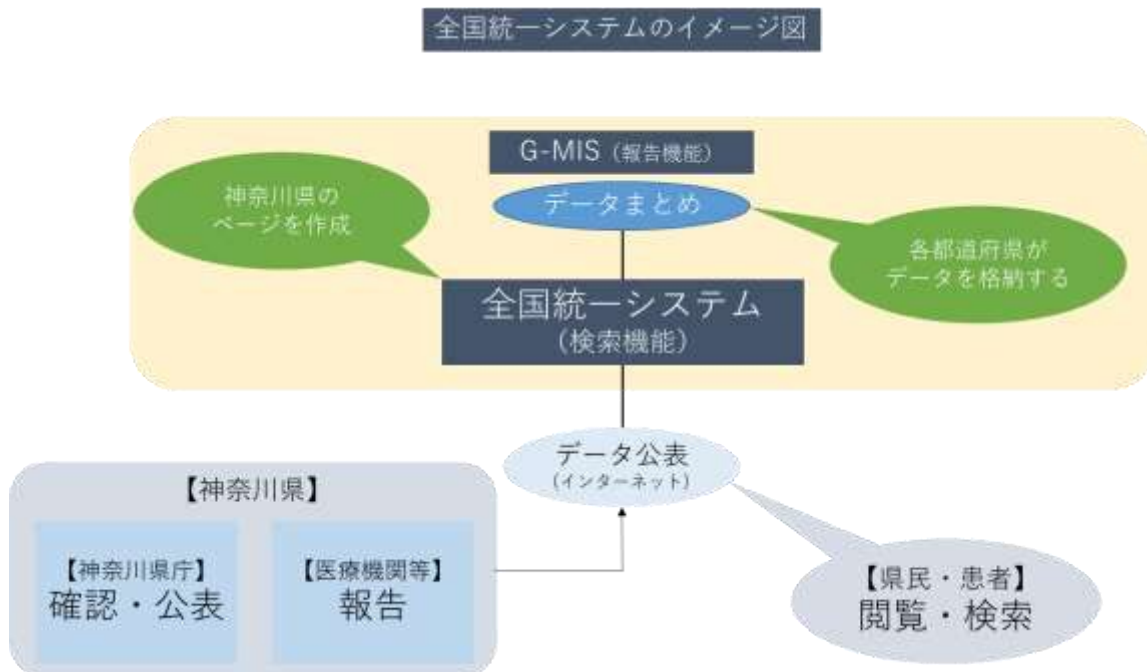 全国統一システムのイメージ図
G-MIS（報告機能）
データまとめ
神奈川県の
ページを作成
各都道府県が
データを格納する
全国統一システム
（検索機能）
データ公表
(インターネット)
【神奈川県】
【神奈川県庁】
確認・公表
【医療機関等】
報告
【県民・患者】
閲覧・検索